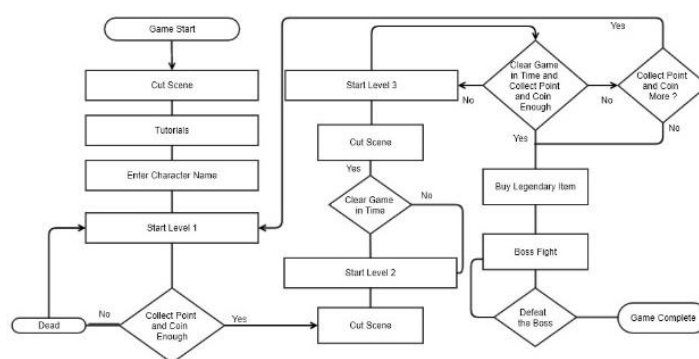 Game Start
Cut Scene
Tutorials
Enter Character Name
Start Level 1
Dead
No
Collect Point
and Coin
Enough
Yes
Cut Scene
Start Level 2
Clear Game
in Time
No
Yes
Cut Scene
Start Level 3
No
Clear Game
in Time and
Collect Point
and Coin
Enough
No
Collect Point
and Coin
More ?
Yes
No
Yes
Buy Legendary Item
Boss Fight
Defeat
the Boss
Game Complete